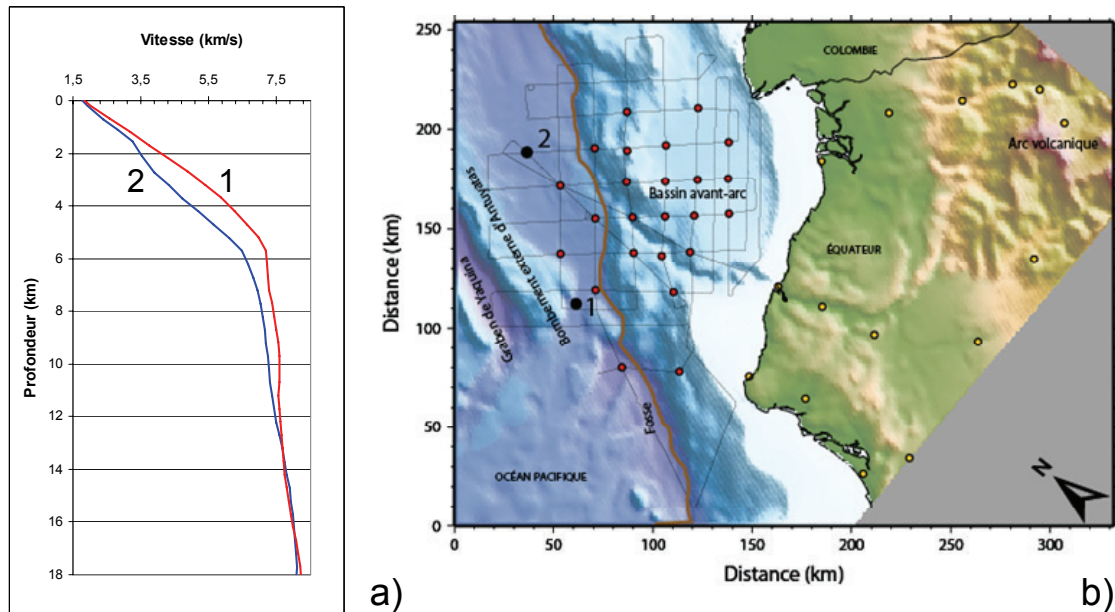 Vitesse (km/s)
1,5 3,5 5,5 7,5
0
2
4
6
8
10
12
14
16
18
Profondeur (km)
2 1
a)
250
200
150
100
50
0
Distance (km)
0 50 100 150 200 250 300
Distance (km)
COLOMBIE
Arc volcanique
2
Bassin avant-arc
ÉQUATEUR
Graben de Yaquina
Bombement externe d'Antuyatas
1
Fosse
OCÉAN PACIFIQUE
N
b)